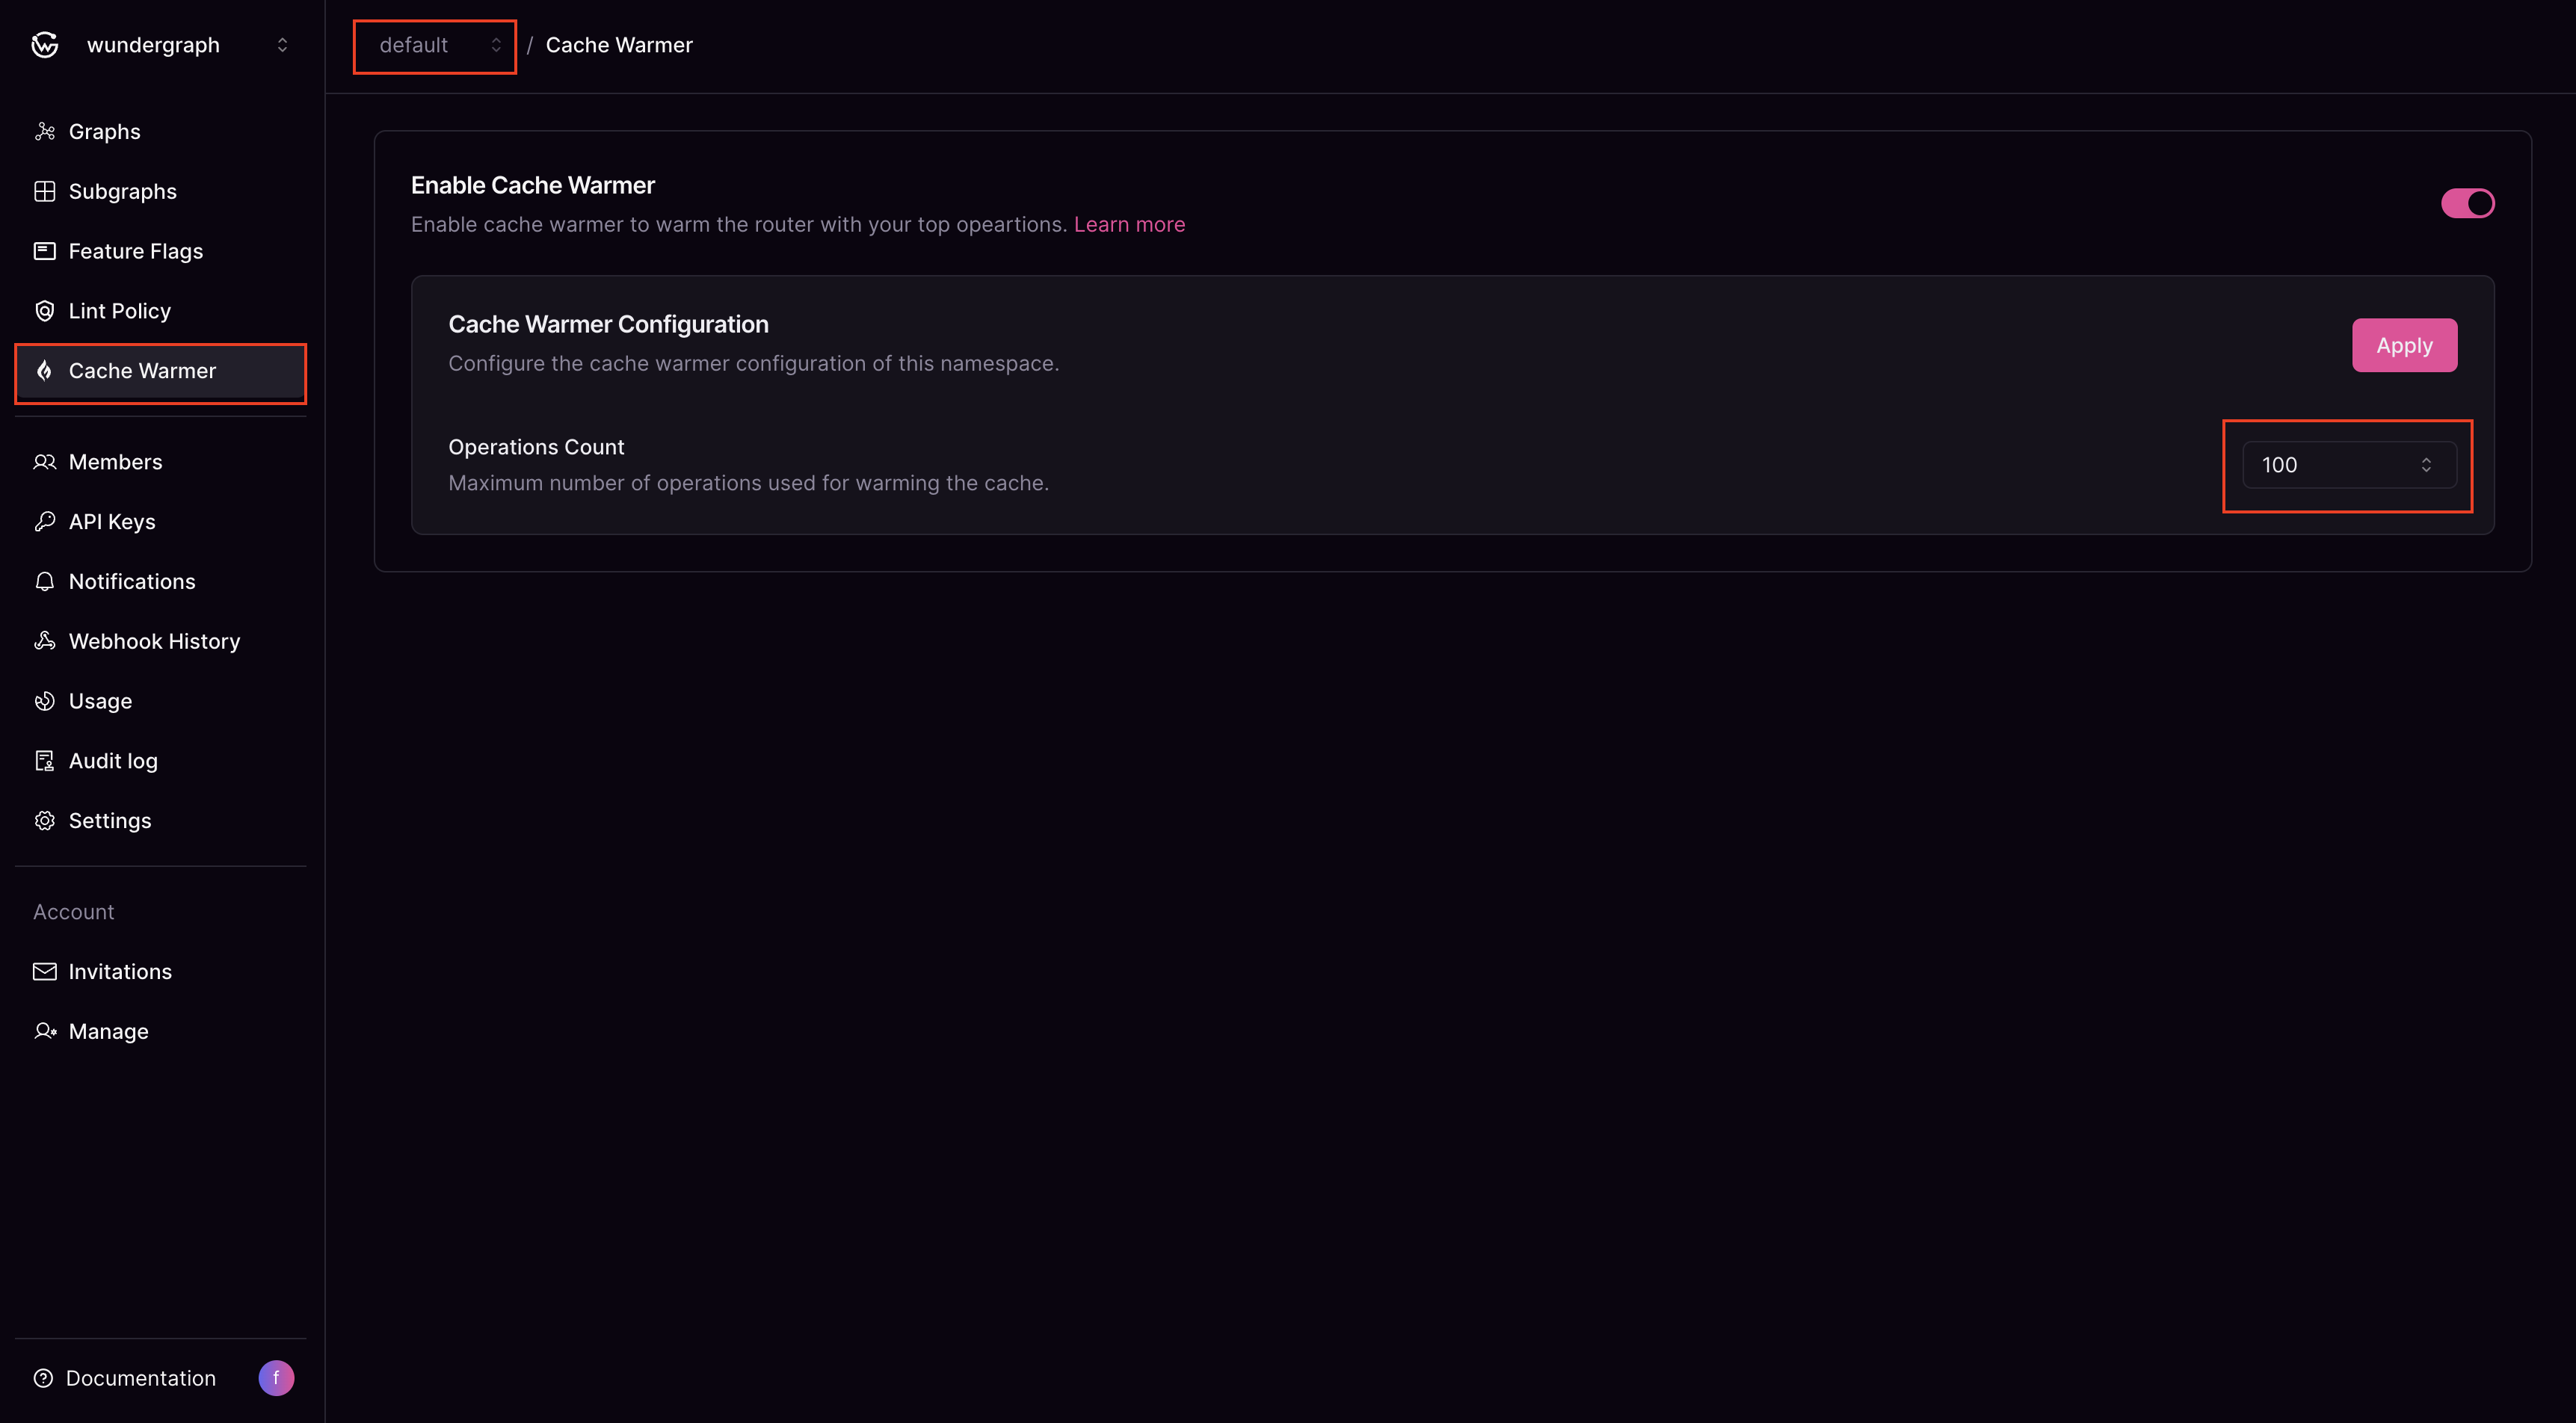 wundergraph
default / Cache Warmer
Graphs
Subgraphs
Feature Flags
Lint Policy
Cache Warmer
Members
API Keys
Notifications
Webhook History
Usage
Audit log
Settings
Account
Invitations
Manage
Documentation
f
Enable Cache Warmer
Enable cache warmer to warm the router with your top opeartions. Learn more
Cache Warmer Configuration
Configure the cache warmer configuration of this namespace.
Apply
Operations Count
Maximum number of operations used for warming the cache.
100